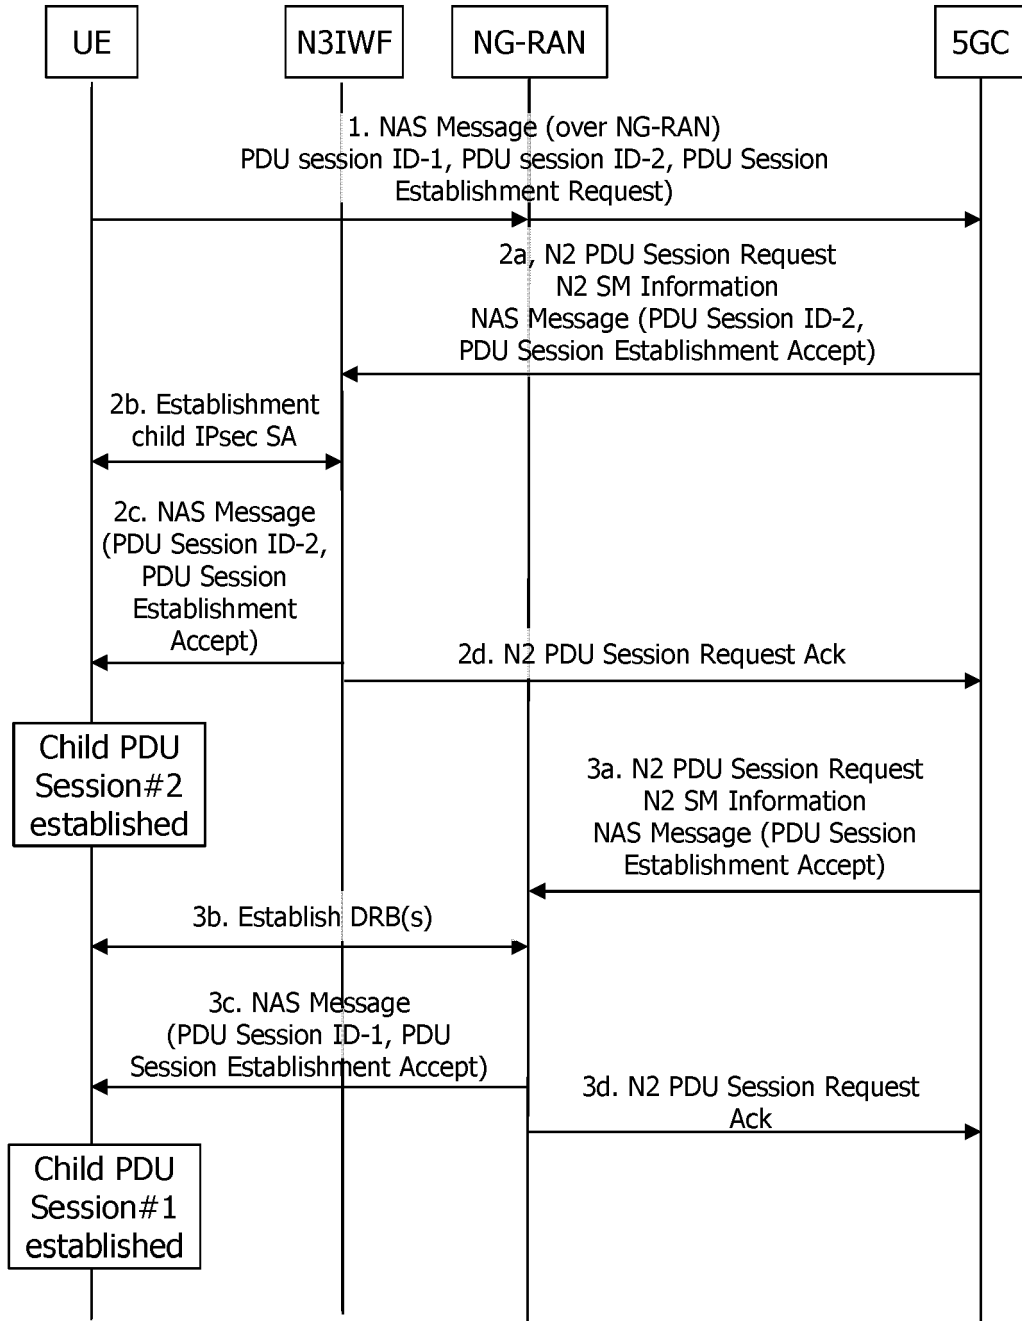 UE
N3IWF
NG-RAN
5GC
1. NAS Message (over NG-RAN)
PDU session ID-1, PDU session ID-2, PDU Session
Establishment Request)
2a, N2 PDU Session Request
N2 SM Information
NAS Message (PDU Session ID-2,
PDU Session Establishment Accept)
2b. Establishment
child IPsec SA
2c. NAS Message
(PDU Session ID-2,
PDU Session
Establishment
Accept)
2d. N2 PDU Session Request Ack
Child PDU
Session#2
established
3a. N2 PDU Session Request
N2 SM Information
NAS Message (PDU Session
Establishment Accept)
3b. Establish DRB(s)
3c. NAS Message
(PDU Session ID-1, PDU
Session Establishment Accept)
3d. N2 PDU Session Request
Ack
Child PDU
Session#1
established